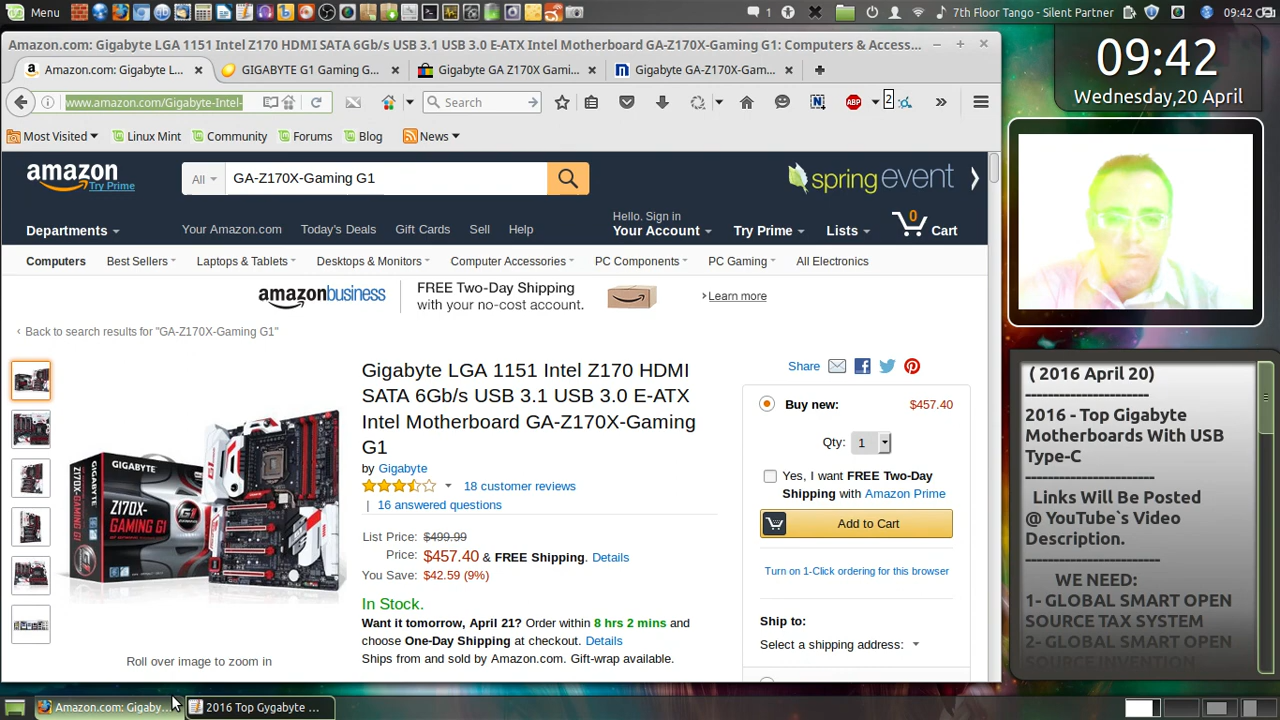 Menu
1
7th Floor Tango - Silent Partner
09:42
Amazon.com: Gigabyte LGA 1151 Intel Z170 HDMI SATA 6Gb/s USB 3.1 USB 3.0 E-ATX Intel Motherboard GA-Z170X-Gaming G1: Computers & Access...
Amazon.com: Gigabyte L...
GIGABYTE G1 Gaming G...
Gigabyte GA Z170X Gami...
Gigabyte GA-Z170X-Gam...
www.amazon.com/Gigabyte-Intel-
Search
ABP
2
Most Visited
Linux Mint
Community
Forums
Blog
News
amazon
Try Prime
All
GA-Z170X-Gaming G1
spring event
Departments
Your Amazon.com
Today's Deals
Gift Cards
Sell
Help
Hello. Sign in
Your Account
Try Prime
Lists
0
Cart
Computers
Best Sellers
Laptops & Tablets
Desktops & Monitors
Computer Accessories
PC Components
PC Gaming
All Electronics
amazonbusiness
FREE Two-Day Shipping
with your no-cost account.
Learn more
Back to search results for "GA-Z170X-Gaming G1"
GIGABYTE
Z170X-
GAMING G1
Roll over image to zoom in
Gigabyte LGA 1151 Intel Z170 HDMI
SATA 6Gb/s USB 3.1 USB 3.0 E-ATX
Intel Motherboard GA-Z170X-Gaming
G1
by Gigabyte
18 customer reviews
| 16 answered questions
List Price: $499.99
Price: $457.40 & FREE Shipping. Details
You Save: $42.59 (9%)
In Stock.
Want it tomorrow, April 21? Order within 8 hrs 2 mins and
choose One-Day Shipping at checkout. Details
Ships from and sold by Amazon.com. Gift-wrap available.
Share
Buy new: $457.40
Qty: 1
Yes, I want FREE Two-Day
Shipping with Amazon Prime
Add to Cart
Turn on 1-Click ordering for this browser
Ship to:
Select a shipping address:
09:42
Wednesday,20 April
( 2016 April 20)
2016 - Top Gigabyte
Motherboards With USB
Type-C
Links Will Be Posted
@ YouTube`s Video
Description.
WE NEED:
1- GLOBAL SMART OPEN
SOURCE TAX SYSTEM
2- GLOBAL SMART OPEN
SOURCE INVENTION
Amazon.com: Gigaby...
2016 Top Gygabyte ...